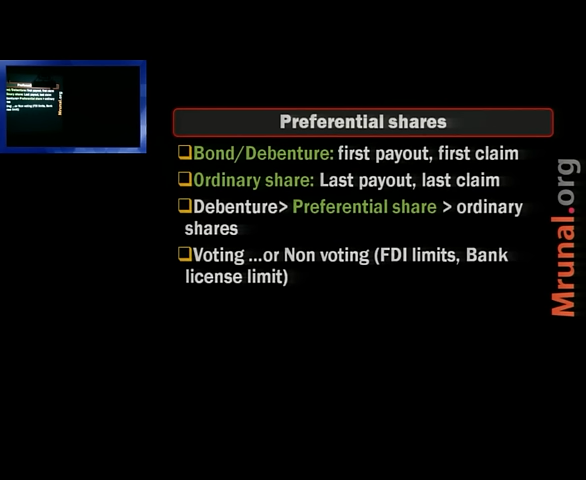 Preferential shares
❑Bond/Debenture: first payout, first claim
❑Ordinary share: Last payout, last claim
❑Debenture> Preferential share > ordinary
shares
❑Voting ...or Non voting (FDI limits, Bank
license limit)
Mrunal.org